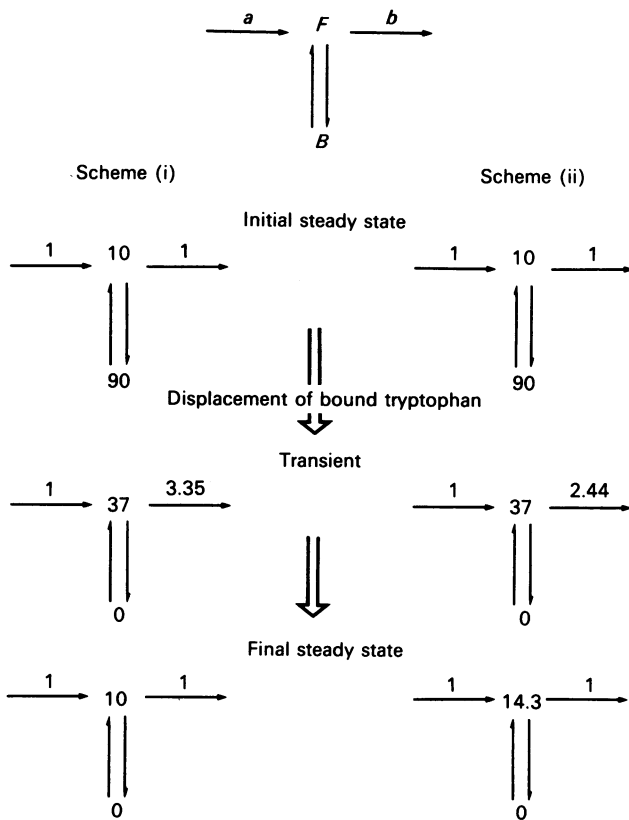 a F b
B
Scheme (i)
Scheme (ii)
Initial steady state
1 10 1
1 10 1
90
90
Displacement of bound tryptophan
Transient
1 37 3.35
1 37 2.44
0
0
Final steady state
1 10 1
1 14.3 1
0
0